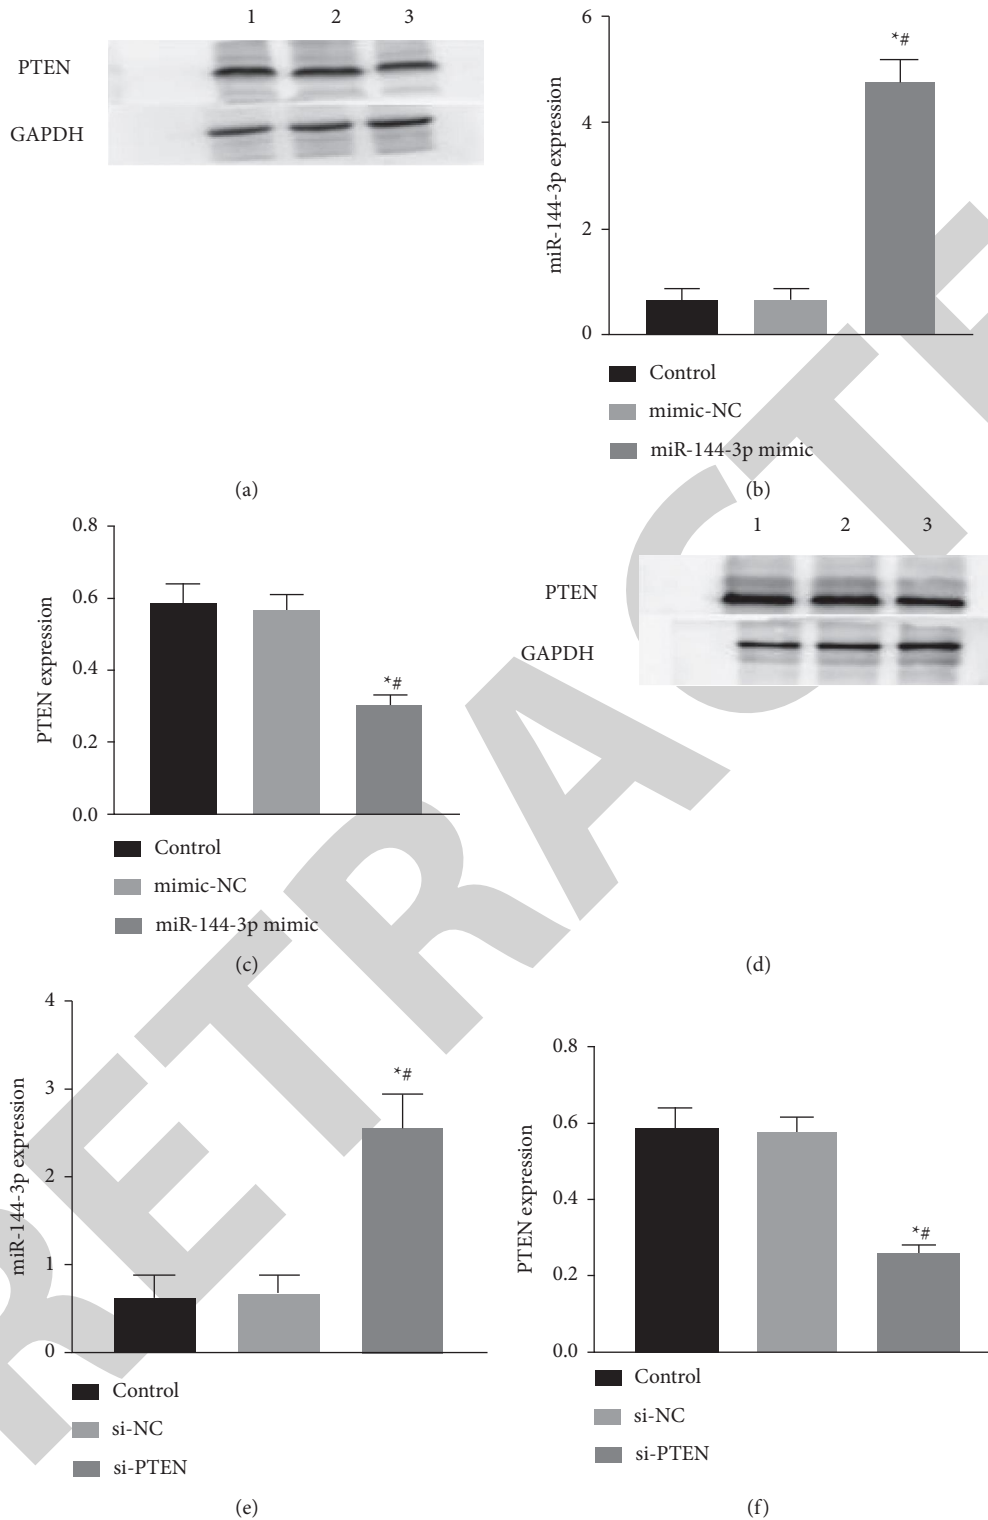 1 2 3
PTEN
GAPDH
(a)
6
4
2
0
miR-144-3p expression
*#
Control
mimic-NC
miR-144-3p mimic
(b)
0.8
0.6
0.4
0.2
0.0
PTEN expression
*#
Control
mimic-NC
miR-144-3p mimic
(c)
1 2 3
PTEN
GAPDH
(d)
4
3
2
1
0
miR-144-3p expression
*#
Control
si-NC
si-PTEN
(e)
0.8
0.6
0.4
0.2
0.0
PTEN expression
*#
Control
si-NC
si-PTEN
(f)
RETRACTE